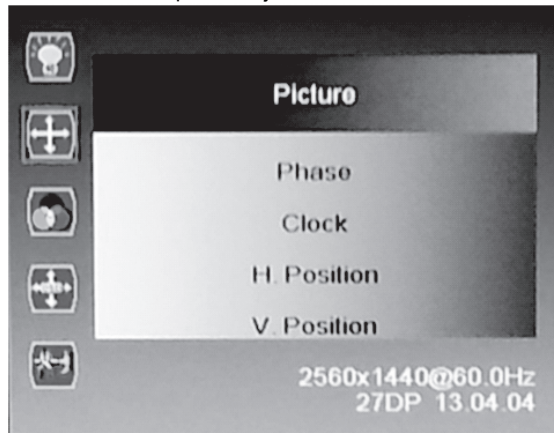 Picture
Phase
Clock
H. Position
V. Position
2560x1440@60.0Hz
27DP 13.04.04